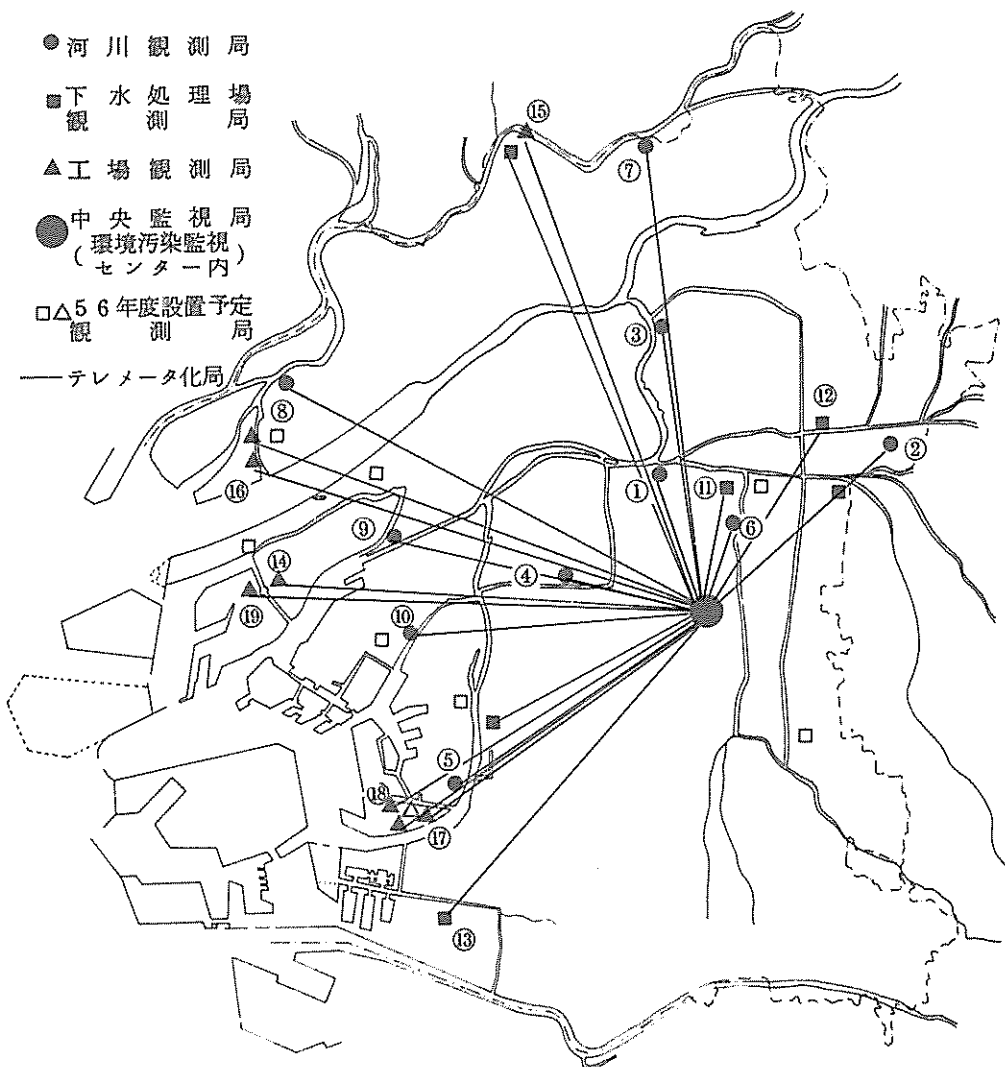 河川観測局
下水処理場
観測局
工場観測局
中央監視局
(環境汚染監視
センター内)
56年度設置予定
観測局
テレメータ化局
⑮
⑦
③
⑫
②
⑧
①
⑪
⑯
⑥
⑨
④
⑭
⑲
⑩
⑤
⑱
⑰
⑬